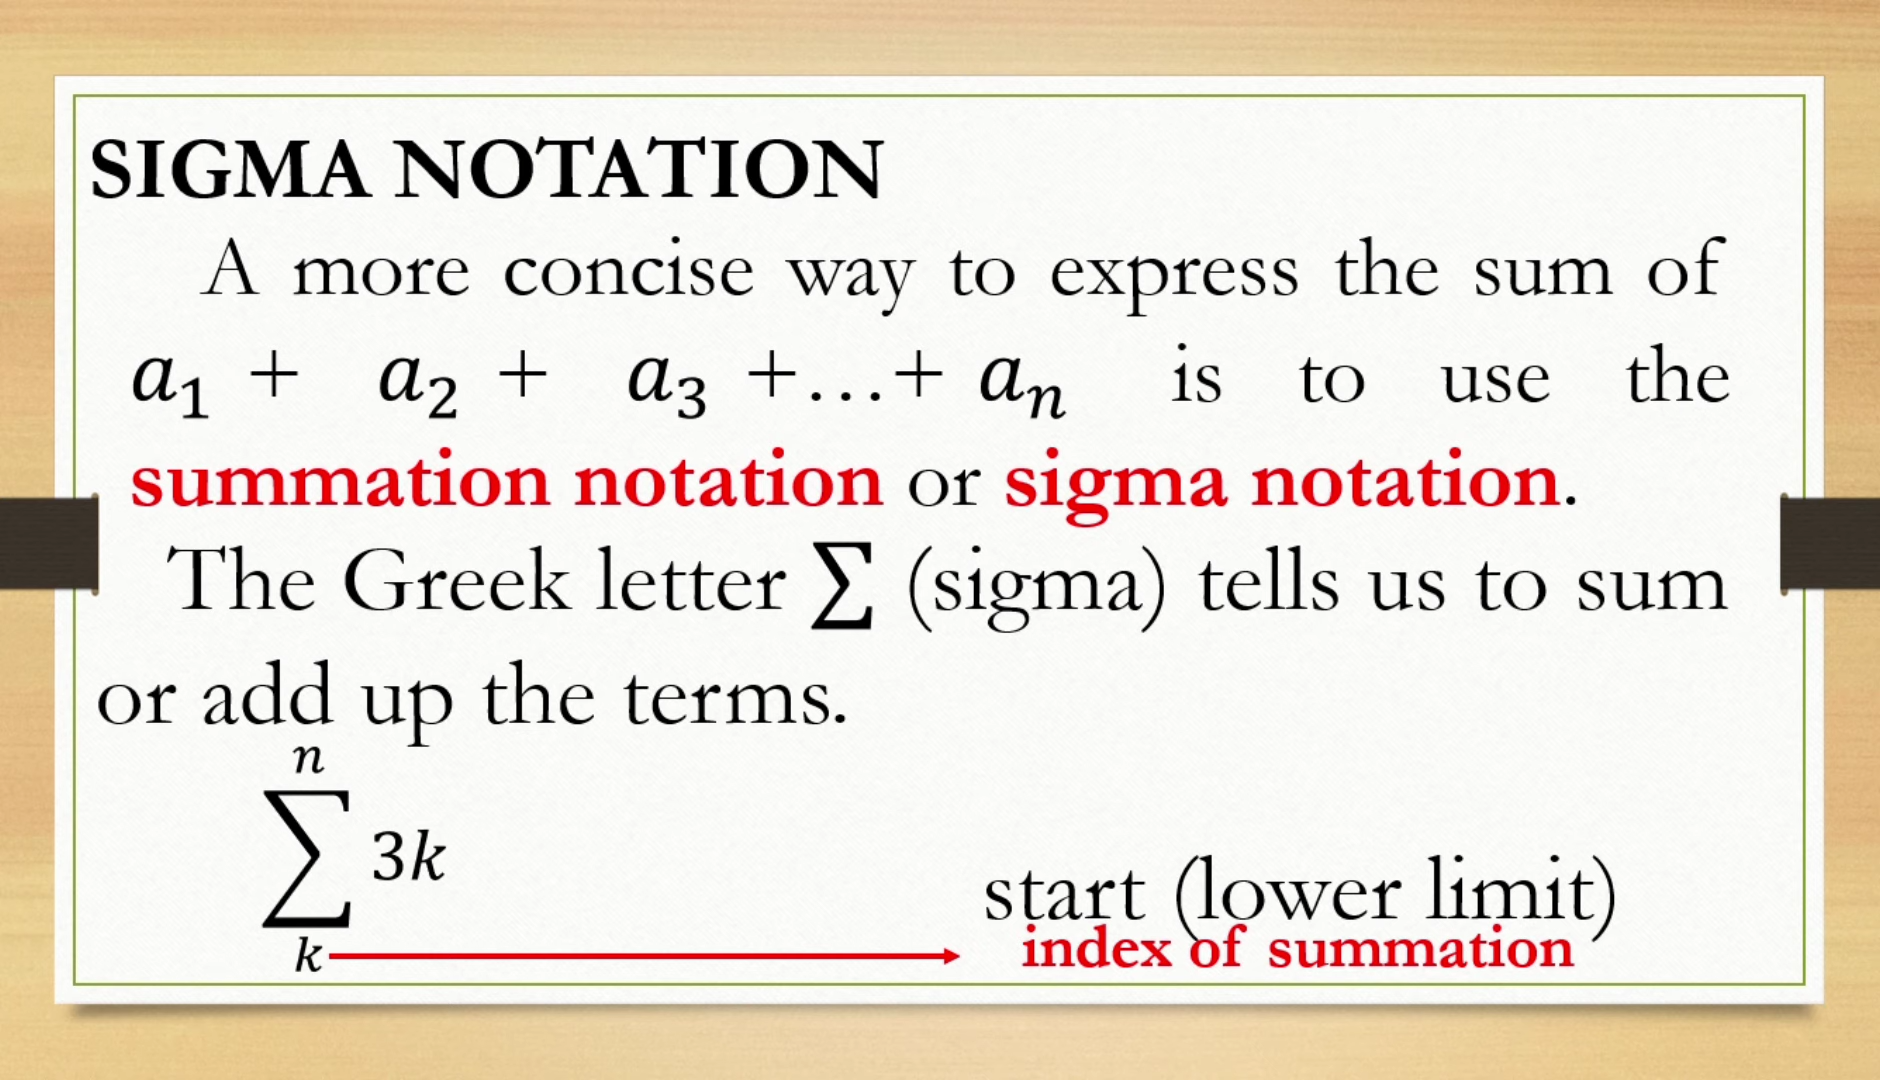 SIGMA NOTATION
A more concise way to express the sum of
a₁ + a₂ + a₃ +...+ aₙ is to use the
summation notation or sigma notation.
The Greek letter ∑ (sigma) tells us to sum
or add up the terms.
n
∑ 3k
start (lower limit)
k index of summation